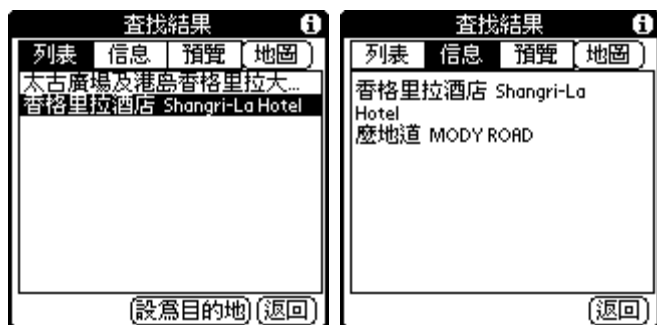 查找結果
列表 信息 預覽 地圖
太古廣場及港島香格里拉大...
香格里拉酒店 Shangri-La Hotel
設為目的地 返回
查找結果
列表 信息 預覽 地圖
香格里拉酒店 Shangri-La
Hotel
麼地道 MODY ROAD
返回